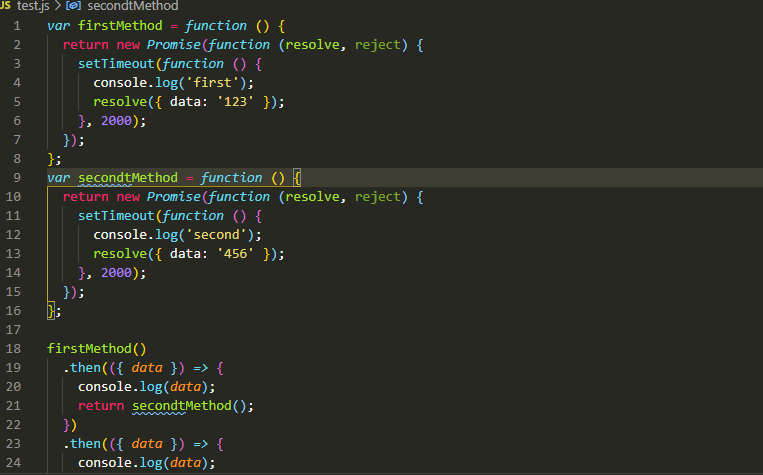 JS test.js > secondtMethod
1 var firstMethod = function () {
2   return new Promise(function (resolve, reject) {
3     setTimeout(function () {
4       console.log('first');
5       resolve({ data: '123' });
6     }, 2000);
7   });
8 };
9 var secondtMethod = function () {
10   return new Promise(function (resolve, reject) {
11     setTimeout(function () {
12       console.log('second');
13       resolve({ data: '456' });
14     }, 2000);
15   });
16 };
17
18 firstMethod()
19   .then(({ data }) => {
20     console.log(data);
21     return secondtMethod();
22   })
23   .then(({ data }) => {
24     console.log(data);